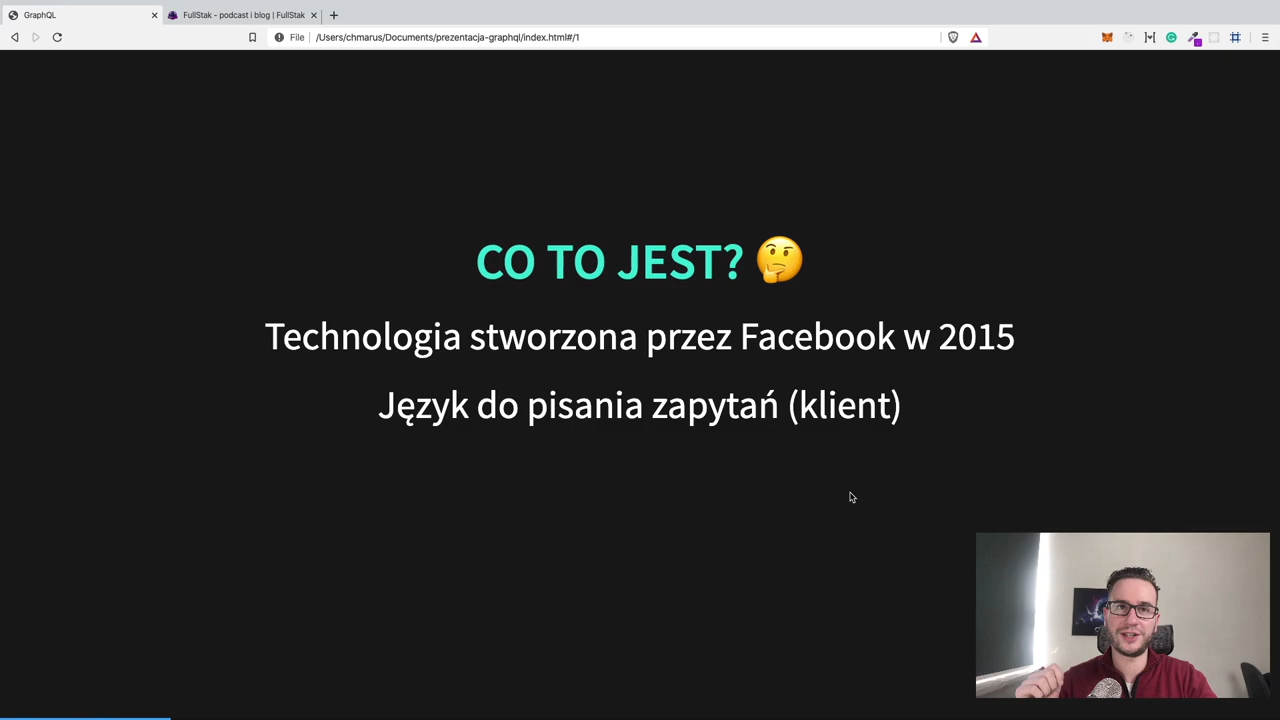 GraphQL
FullStak - podcast i blog | FullStak
File
/Users/chmarus/Documents/prezentacja-graphql/index.html#/1
CO TO JEST? 🤔
Technologia stworzona przez Facebook w 2015
Język do pisania zapytań (klient)